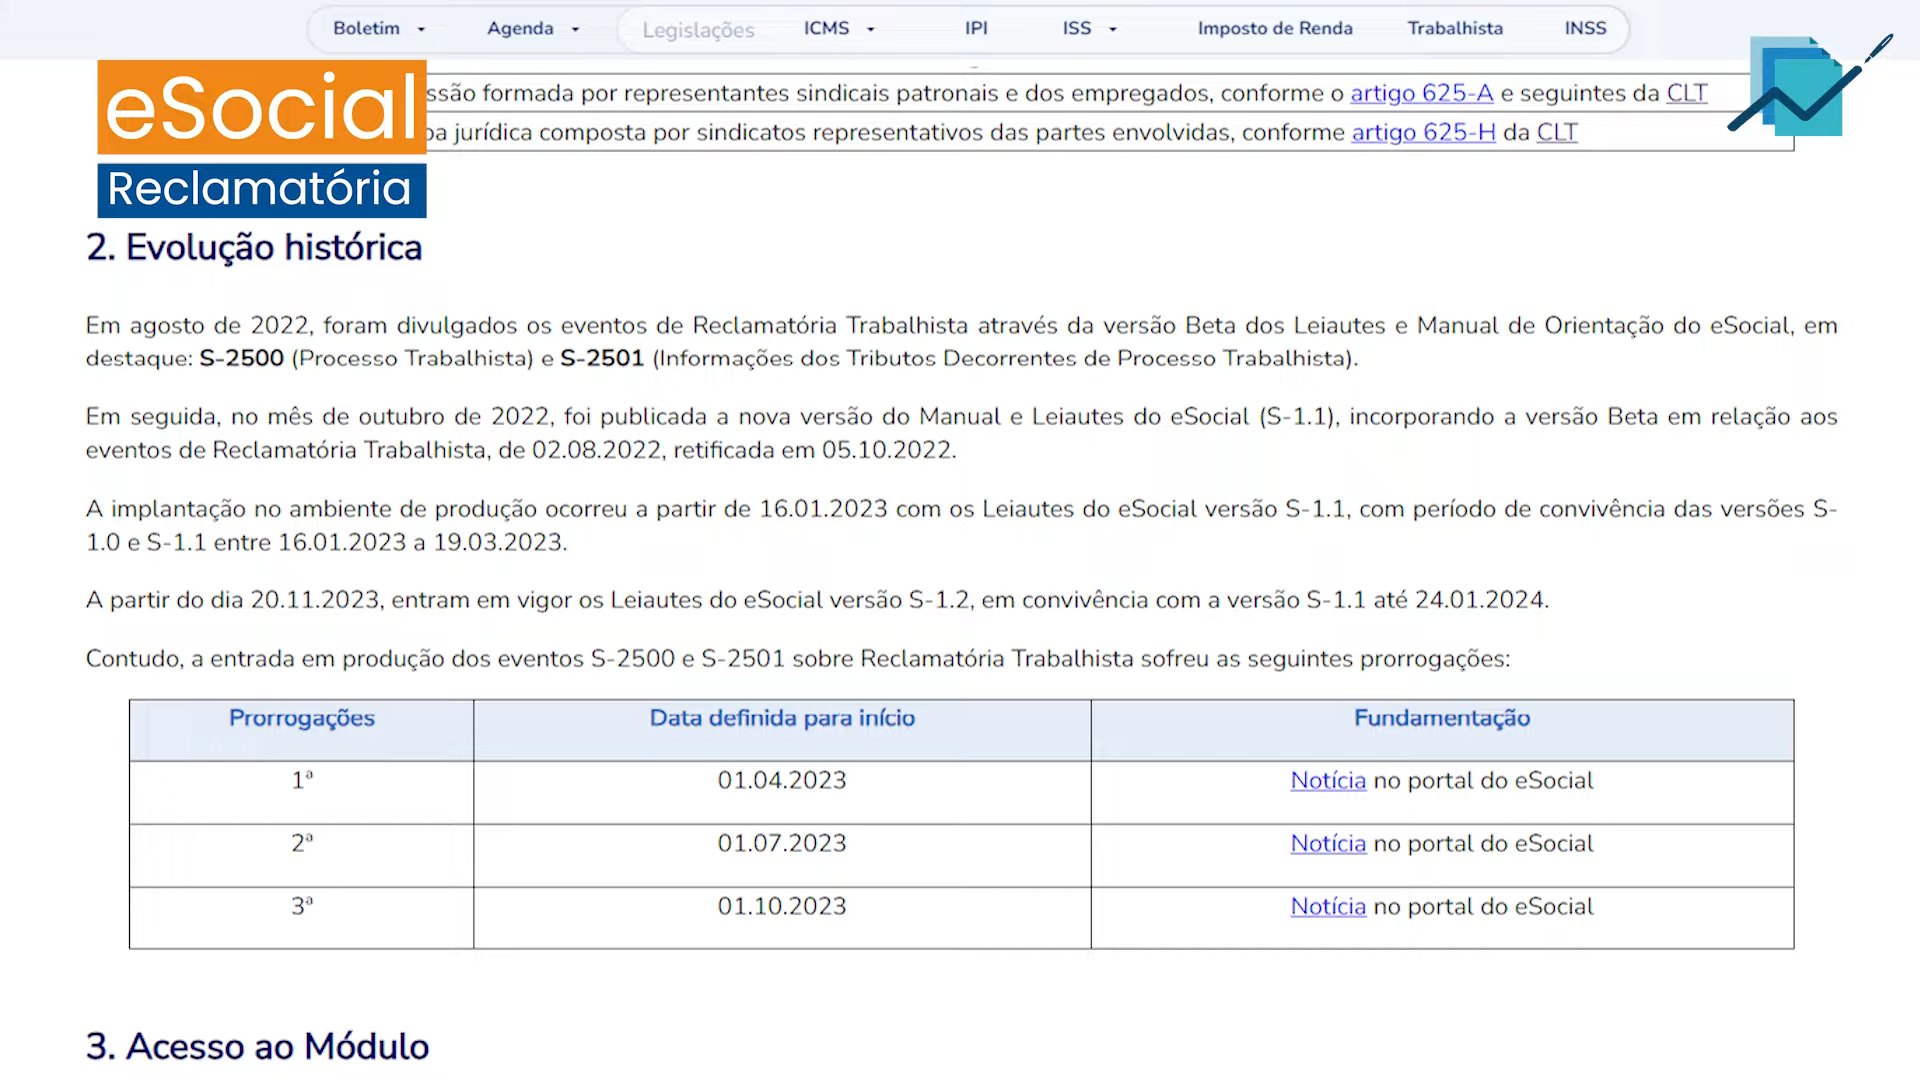 Boletim Agenda Legislações ICMS IPI ISS Imposto de Renda Trabalhista INSS
eSocial
Reclamatória
ssão formada por representantes sindicais patronais e dos empregados, conforme o artigo 625-A e seguintes da CLT
jurídica composta por sindicatos representativos das partes envolvidas, conforme artigo 625-H da CLT
2. Evolução histórica
Em agosto de 2022, foram divulgados os eventos de Reclamatória Trabalhista através da versão Beta dos Leiautes e Manual de Orientação do eSocial, em
destaque: S-2500 (Processo Trabalhista) e S-2501 (Informações dos Tributos Decorrentes de Processo Trabalhista).
Em seguida, no mês de outubro de 2022, foi publicada a nova versão do Manual e Leiautes do eSocial (S-1.1), incorporando a versão Beta em relação aos
eventos de Reclamatória Trabalhista, de 02.08.2022, retificada em 05.10.2022.
A implantação no ambiente de produção ocorreu a partir de 16.01.2023 com os Leiautes do eSocial versão S-1.1, com período de convivência das versões S-
1.0 e S-1.1 entre 16.01.2023 a 19.03.2023.
A partir do dia 20.11.2023, entram em vigor os Leiautes do eSocial versão S-1.2, em convivência com a versão S-1.1 até 24.01.2024.
Contudo, a entrada em produção dos eventos S-2500 e S-2501 sobre Reclamatória Trabalhista sofreu as seguintes prorrogações:
Prorrogações Data definida para início Fundamentação
1ª 01.04.2023 Notícia no portal do eSocial
2ª 01.07.2023 Notícia no portal do eSocial
3ª 01.10.2023 Notícia no portal do eSocial
3. Acesso ao Módulo